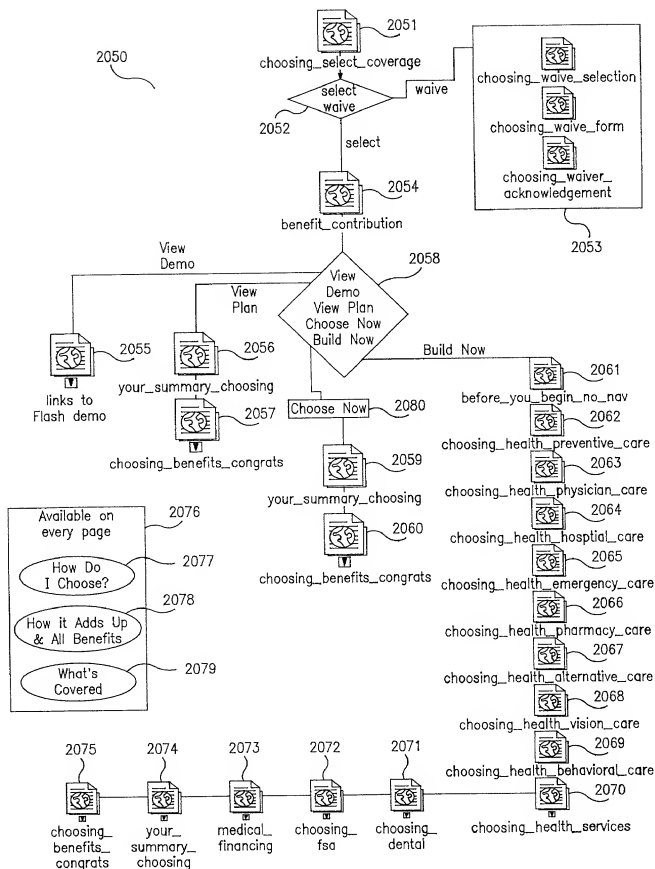 2051
choosing_select_coverage
2050
select
waive
2052
waive
choosing_waive_selection
choosing_waive_form
choosing_waiver_
acknowledgement
2053
select
2054
benefit_contribution
View
Demo
2058
View
Demo
View Plan
Choose Now
Build Now
View
Plan
Build Now
2055
links to
Flash demo
2056
your_summary_choosing
2057
choosing_benefits_congrats
Choose Now
2080
2059
your_summary_choosing
2060
choosing_benefits_congrats
2061
before_you_begin_no_nav
2062
choosing_health_preventive_care
2063
choosing_health_physician_care
2064
choosing_health_hosptial_care
2065
choosing_health_emergency_care
2066
choosing_health_pharmacy_care
2067
choosing_health_alternative_care
2068
choosing_health_vision_care
2069
choosing_health_behavioral_care
2070
choosing_health_services
Available on
every page
2076
How Do
I Choose?
2077
How it Adds Up
& All Benefits
2078
What's
Covered
2079
2075
choosing_
benefits_
congrats
2074
your_
summary_
choosing
2073
medical_
financing
2072
choosing_
fsa
2071
choosing_
dental